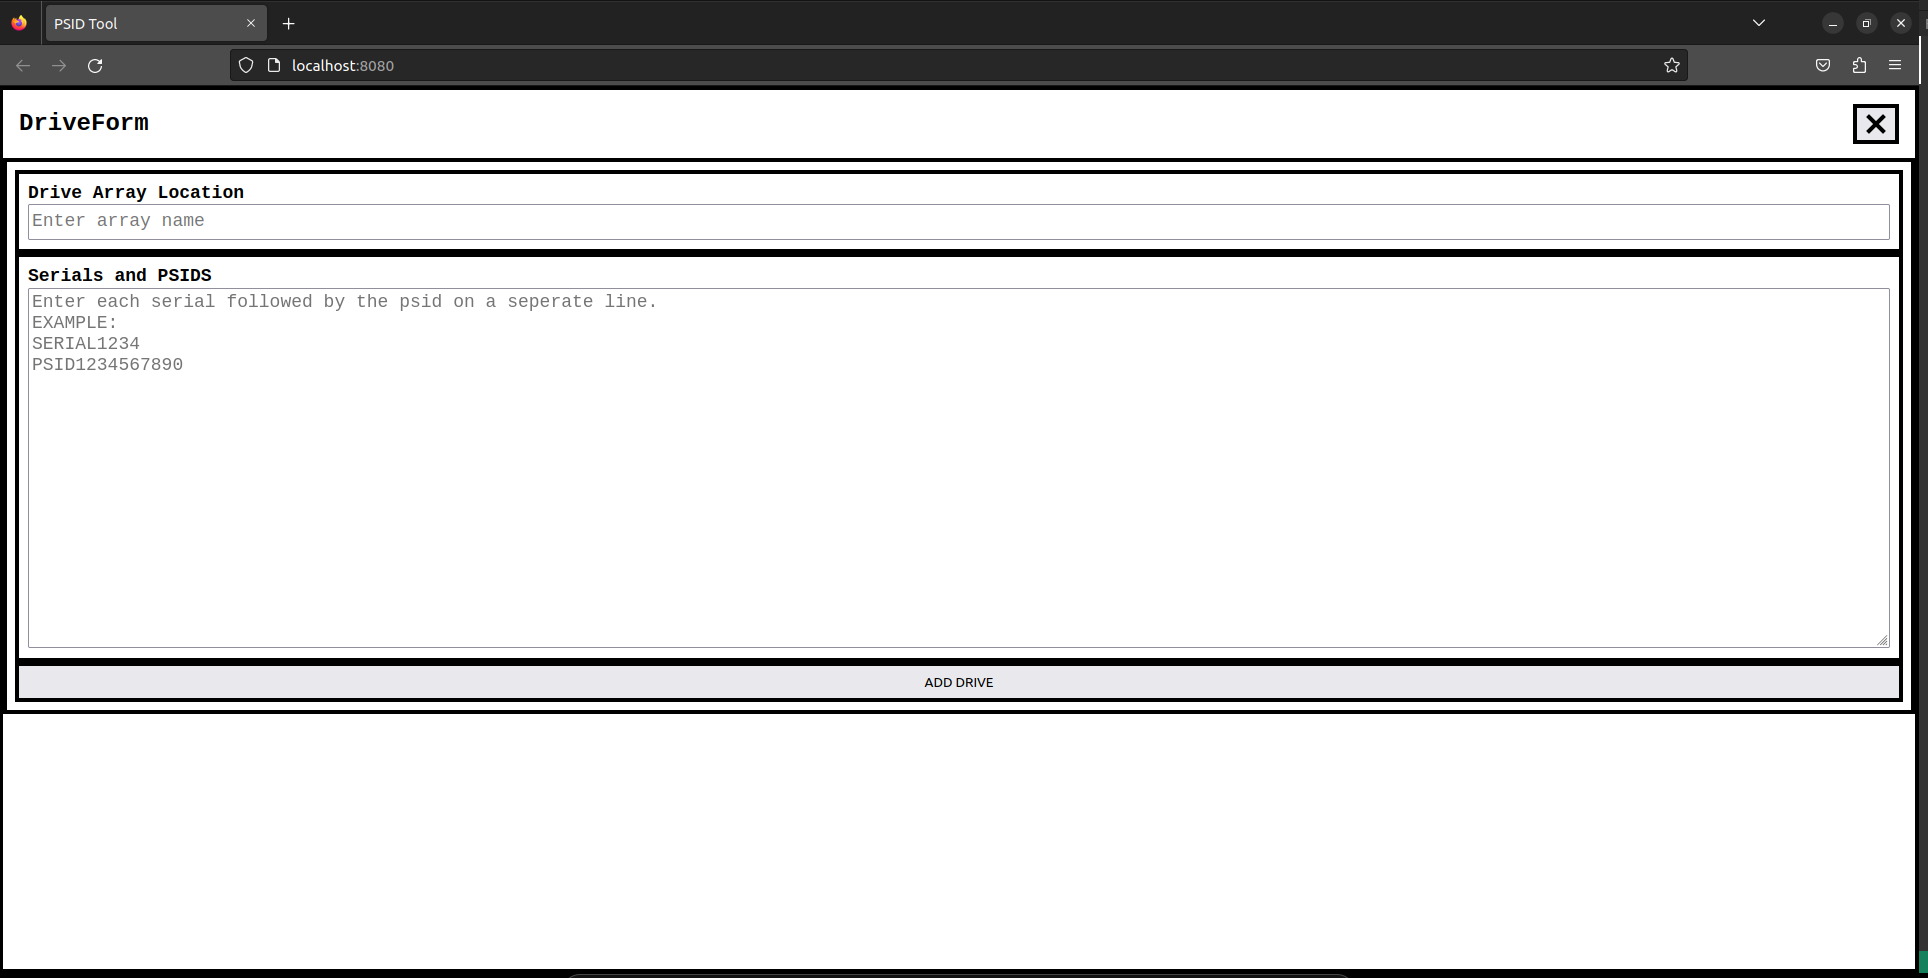 PSID Tool
localhost:8080
DriveForm
Drive Array Location
Enter array name
Serials and PSIDS
Enter each serial followed by the psid on a seperate line.
EXAMPLE:
SERIAL1234
PSID1234567890
ADD DRIVE